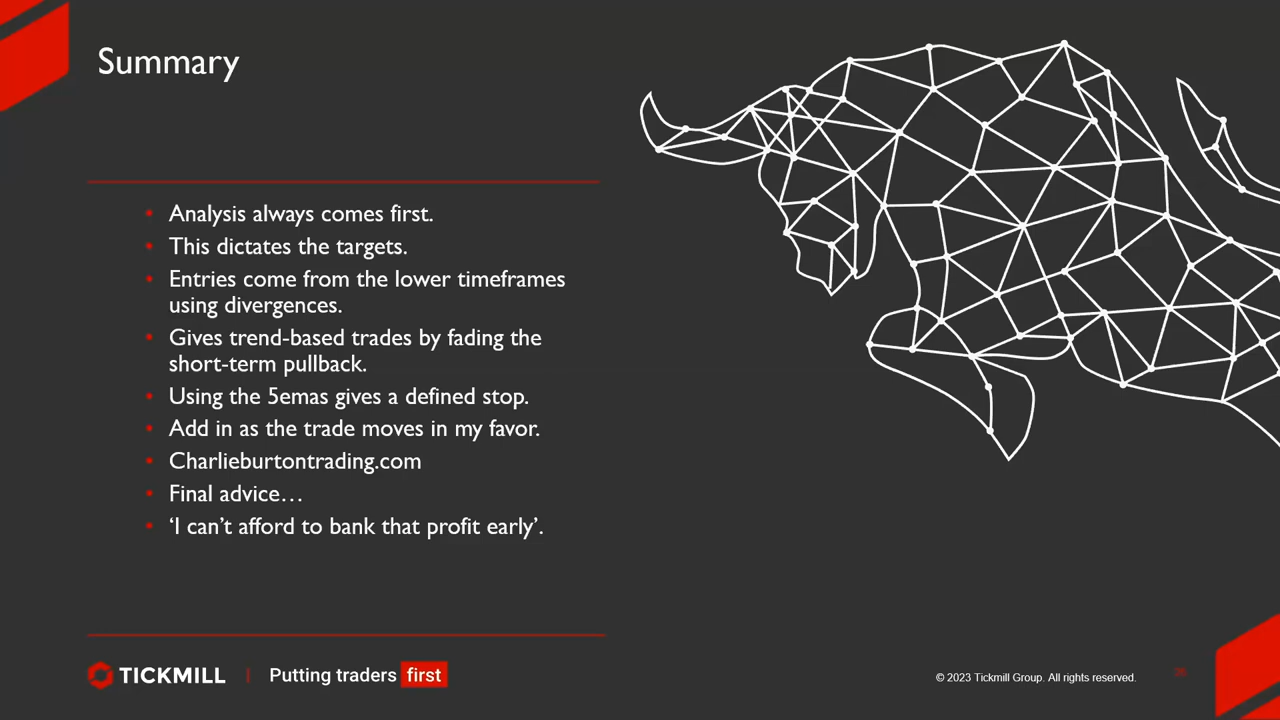 Summary
Analysis always comes first.
This dictates the targets.
Entries come from the lower timeframes
using divergences.
Gives trend-based trades by fading the
short-term pullback.
Using the 5emas gives a defined stop.
Add in as the trade moves in my favor.
Charlieburtontrading.com
Final advice…
‘I can’t afford to bank that profit early’.
TICKMILL | Putting traders first
© 2023 Tickmill Group. All rights reserved.